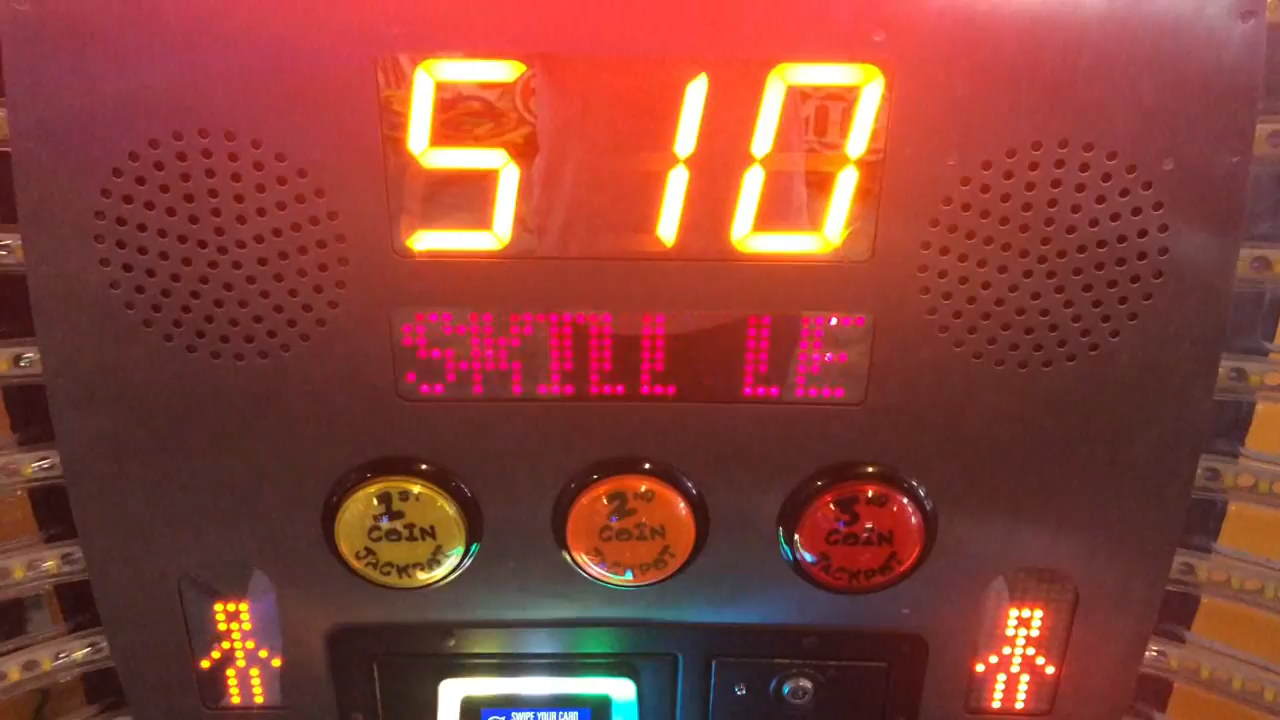 510
SKILL LE
1ST COIN JACKPOT
2ND COIN JACKPOT
3RD COIN JACKPOT
SWIPE YOUR CARD